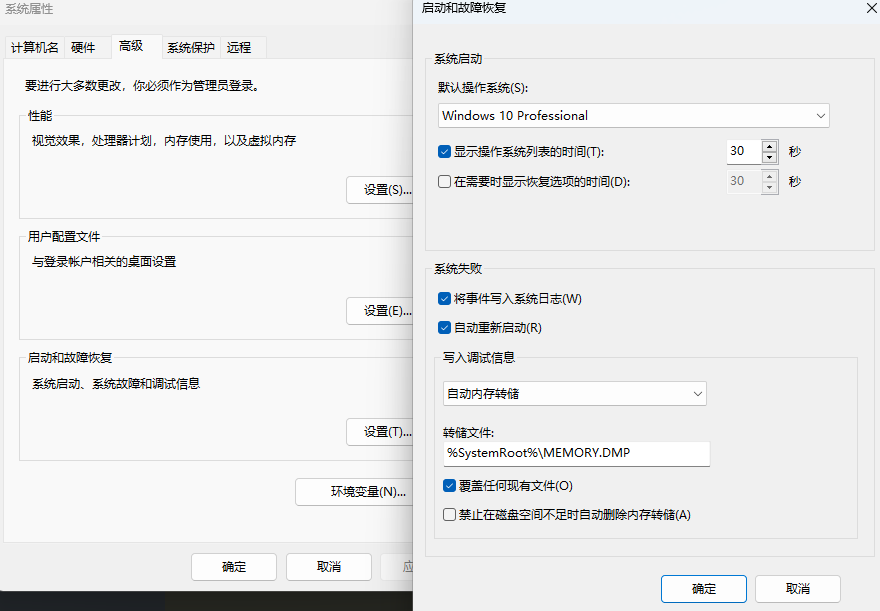 系统属性
计算机名
硬件
高级
系统保护
远程
要进行大多数更改，你必须作为管理员登录。
性能
视觉效果，处理器计划，内存使用，以及虚拟内存
设置(S)...
用户配置文件
与登录帐户相关的桌面设置
设置(E)...
启动和故障恢复
系统启动、系统故障和调试信息
设置(T)...
环境变量(N)...
确定
取消
启动和故障恢复
系统启动
默认操作系统(S):
Windows 10 Professional
显示操作系统列表的时间(T):
30
秒
在需要时显示恢复选项的时间(D):
30
秒
系统失败
将事件写入系统日志(W)
自动重新启动(R)
写入调试信息
自动内存转储
转储文件:
%SystemRoot%\MEMORY.DMP
覆盖任何现有文件(O)
禁止在磁盘空间不足时自动删除内存转储(A)
确定
取消